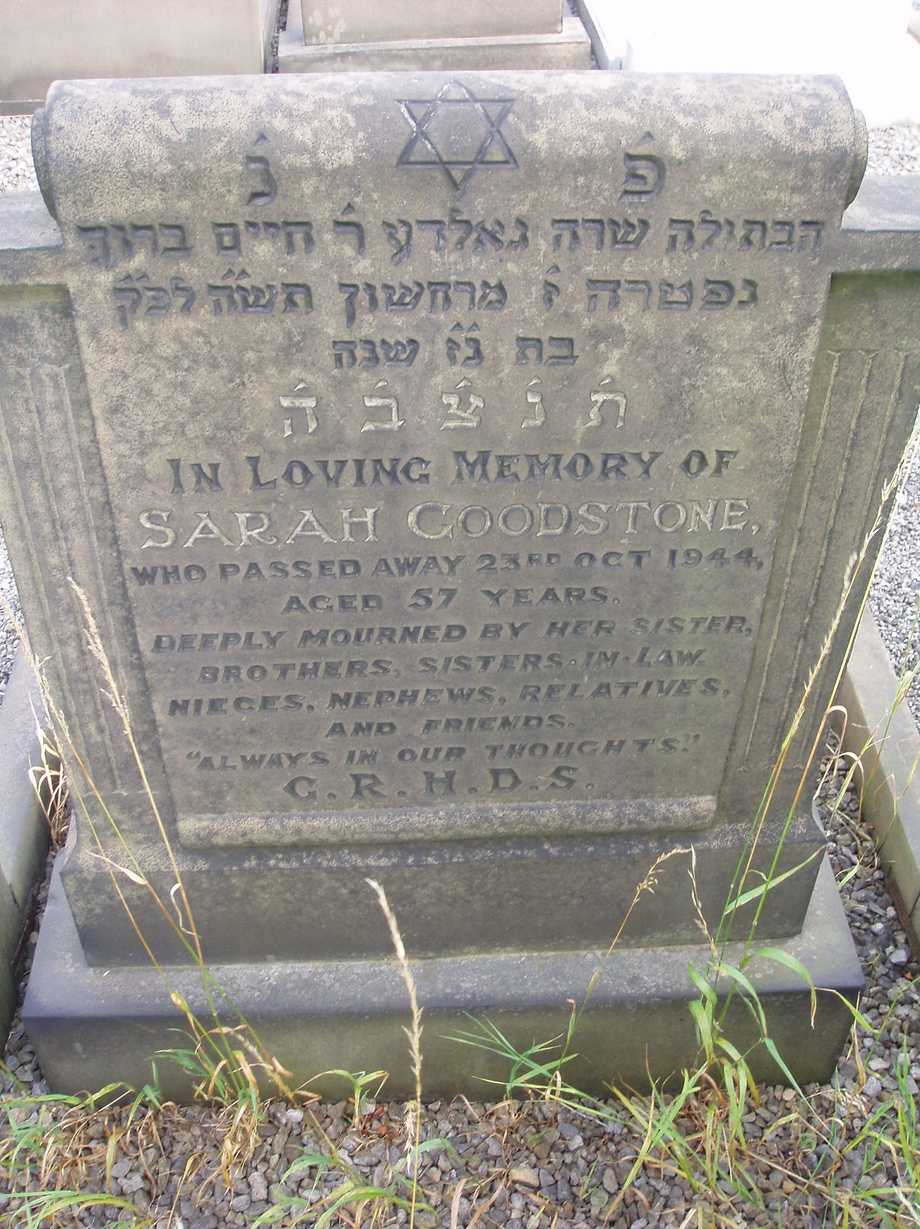 פ׳ נ׳
הבתולה שרה גאלדע ר׳ חיים ברוך
נפטרה ז׳ מרחשון תש״ה לפ״ק
בת נ״ז שנה
ת׳ נ׳ צ׳ ב׳ ה׳
IN LOVING MEMORY OF
SARAH GOODSTONE,
WHO PASSED AWAY 23RD OCT 1944,
AGED 57 YEARS.
DEEPLY MOURNED BY HER SISTER,
BROTHERS, SISTERS-IN-LAW
NIECES, NEPHEWS, RELATIVES,
AND FRIENDS.
"ALWAYS IN OUR THOUGHTS."
G.R.H.D.S.